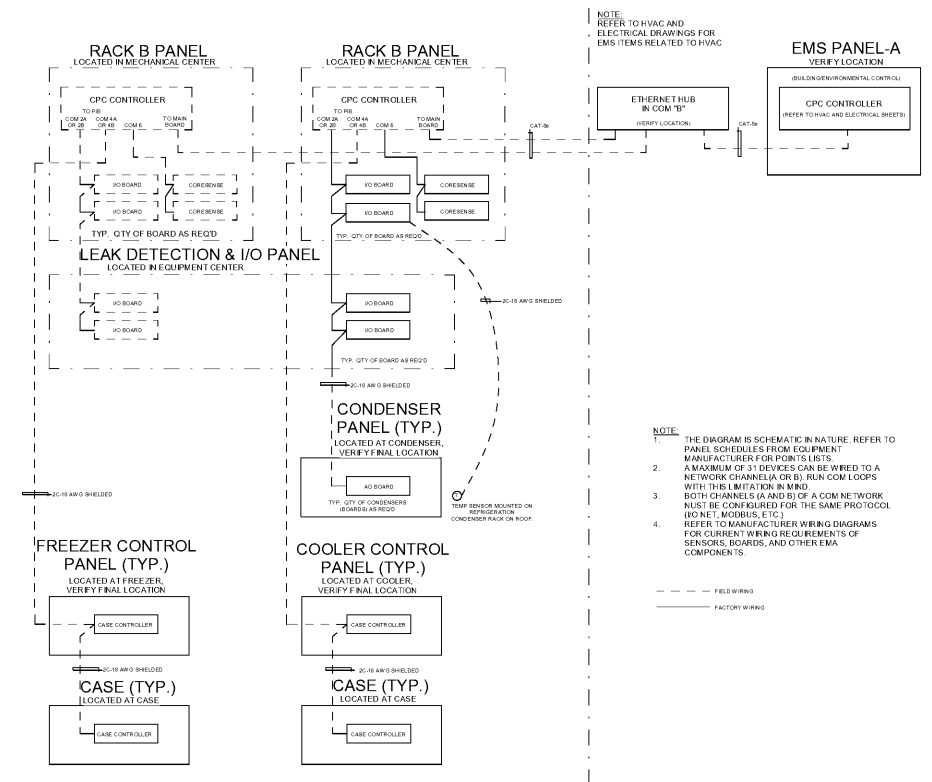 NOTE:
REFER TO HVAC AND
ELECTRICAL DRAWINGS FOR
EMS ITEMS RELATED TO HVAC
RACK B PANEL
LOCATED IN MECHANICAL CENTER
CPC CONTROLLER
TO PIB
COM 2A OR 2B
COM 4A OR 4B
COM 6
TO MAIN BOARD
I/O BOARD
CORESENSE
I/O BOARD
CORESENSE
TYP. QTY OF BOARD AS REQ'D
RACK B PANEL
LOCATED IN MECHANICAL CENTER
CPC CONTROLLER
TO PIB
COM 2A OR 2B
COM 4A OR 4B
COM 6
TO MAIN BOARD
I/O BOARD
CORESENSE
I/O BOARD
CORESENSE
TYP. QTY OF BOARD AS REQ'D
CAT-5e
ETHERNET HUB
IN COM "B"
(VERIFY LOCATION)
CAT-5e
EMS PANEL-A
VERIFY LOCATION
(BUILDING/ENVIRONMENTAL CONTROL)
CPC CONTROLLER
(REFER TO HVAC AND ELECTRICAL SHEETS)
LEAK DETECTION & I/O PANEL
LOCATED IN EQUIPMENT CENTER
I/O BOARD
I/O BOARD
I/O BOARD
I/O BOARD
TYP. QTY OF BOARD AS REQ'D
2C-18 AWG SHIELDED
2C-18 AWG SHIELDED
CONDENSER
PANEL (TYP.)
LOCATED AT CONDENSER,
VERIFY FINAL LOCATION
AO BOARD
TYP. QTY OF CONDENSERS
(BOARDS) AS REQ'D
T
TEMP SENSOR MOUNTED ON
REFRIGERATION
CONDENSER RACK ON ROOF.
2C-18 AWG SHIELDED
FREEZER CONTROL
PANEL (TYP.)
LOCATED AT FREEZER,
VERIFY FINAL LOCATION
CASE CONTROLLER
2C-18 AWG SHIELDED
CASE (TYP.)
LOCATED AT CASE
CASE CONTROLLER
COOLER CONTROL
PANEL (TYP.)
LOCATED AT COOLER,
VERIFY FINAL LOCATION
CASE CONTROLLER
2C-18 AWG SHIELDED
CASE (TYP.)
LOCATED AT CASE
CASE CONTROLLER
NOTE:
1. THE DIAGRAM IS SCHEMATIC IN NATURE. REFER TO
PANEL SCHEDULES FROM EQUIPMENT
MANUFACTURER FOR POINTS LISTS.
2. A MAXIMUM OF 31 DEVICES CAN BE WIRED TO A
NETWORK CHANNEL(A OR B). RUN COM LOOPS
WITH THIS LIMITATION IN MIND.
3. BOTH CHANNELS (A AND B) OF A COM NETWORK
NUST BE CONFIGURED FOR THE SAME PROTOCOL
(I/O NET, MODBUS, ETC.)
4. REFER TO MANUFACTURER WIRING DIAGRAMS
FOR CURRENT WIRING REQUIREMENTS OF
SENSORS, BOARDS, AND OTHER EMA
COMPONENTS.
FIELD WIRING
FACTORY WIRING